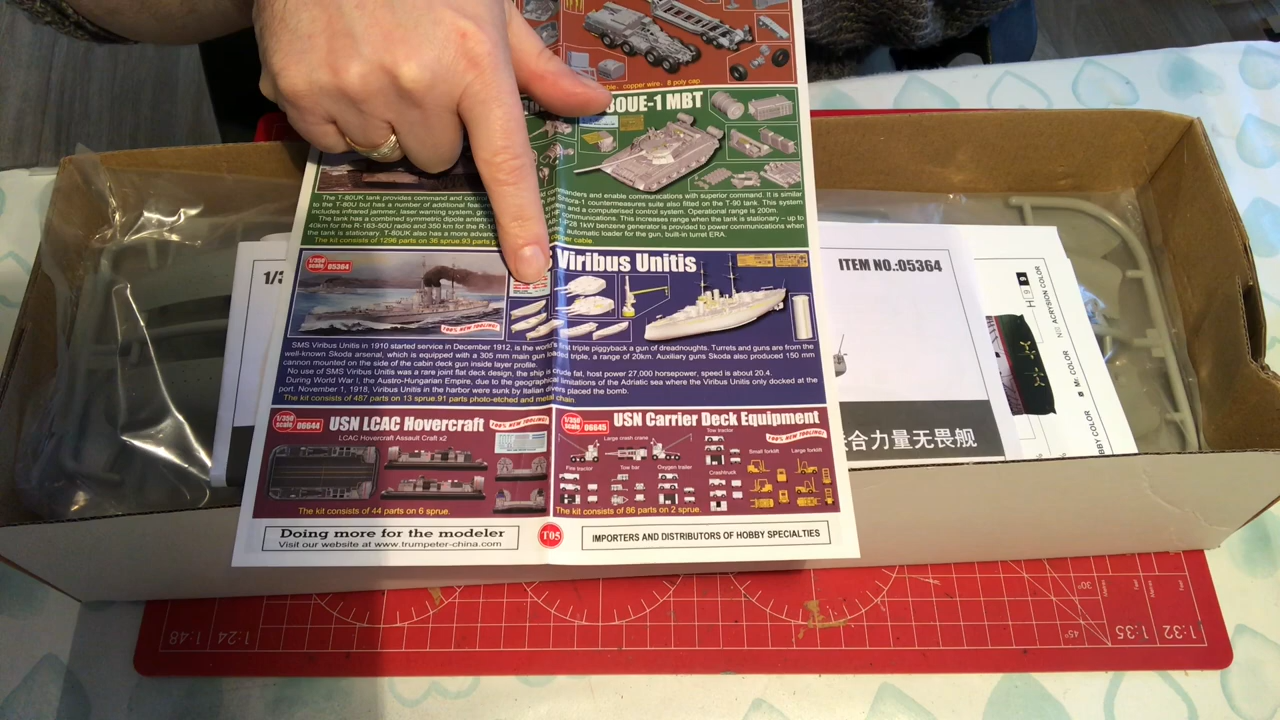 copper wire, 8 poly cap.
80UE-1 MBT
The T-80UK tank provides command and control
to the T-80U but has a number of additional
includes infrared jammer, laser warning system,
The tank has a combined symmetric dipole
40km for the R-163-50U radio and 350 km for the
the tank is stationary. T-80UK also has a more
The kit consists of 1296 parts on 36 sprue.93 parts
commanders and enable communications with superior command. It is similar
Shtora-1 countermeasures suite also fitted on the T-90 tank. This system
system and a computerised control system. Operational range is 200m.
HF communications. This increases range when the tank is stationary – up to
AB-1-P28 1kW benzene generator is provided to power communications when
automatic loader for the gun, built-in turret ERA.
copper cable.
1/350
scale
05364
S Viribus Unitis
100% NEW TOOLING!
SMS Viribus Unitis in 1910 started service in December 1912, is the world's first triple piggyback a gun of dreadnoughts. Turrets and guns are from the
well-known Skoda arsenal, which is equipped with a 305 mm main gun loaded triple, a range of 20km. Auxiliary guns Skoda also produced 150 mm
cannon mounted on the side of the cabin deck gun inside layer profile.
No use of SMS Viribus Unitis was a rare joint flat deck design, the ship is crude fat, host power 27,000 horsepower, speed is about 20.4.
During World War I, the Austro-Hungarian Empire, due to the geographical limitations of the Adriatic sea where the Viribus Unitis only docked at the
port. November 1, 1918, Viribus Unitis in the harbor were sunk by Italian divers placed the bomb.
The kit consists of 487 parts on 13 sprue.91 parts photo-etched and metal chain.
1/350
scale
06644
USN LCAC Hovercraft
LCAC Hovercraft Assault Craft x2
100% NEW TOOLING!
The kit consists of 44 parts on 6 sprue.
1/350
scale
06645
USN Carrier Deck Equipment
100% NEW TOOLING!
Large crash crane
Tow tractor
Small forklift
Large forklift
Fire tractor
Tow bar
Oxygen trailer
Crashtruck
The kit consists of 86 parts on 2 sprue.
Doing more for the modeler
Visit our website at www.trumpeter-china.com
T05
IMPORTERS AND DISTRIBUTORS OF HOBBY SPECIALTIES
ITEM NO.:05364
合力量无畏舰
H 9
9
N20 ACRYSION COLOR
Mr. COLOR
HOBBY COLOR
1:48
1:24
1:35
1:32
30°
45°